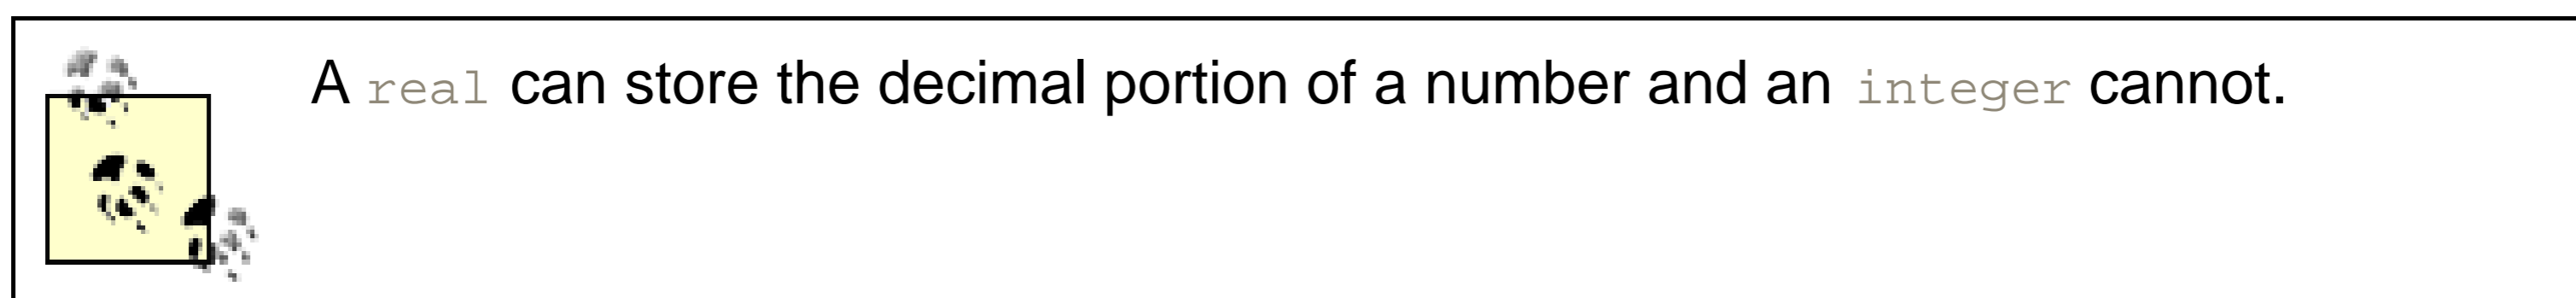 A real can store the decimal portion of a number and an integer cannot.